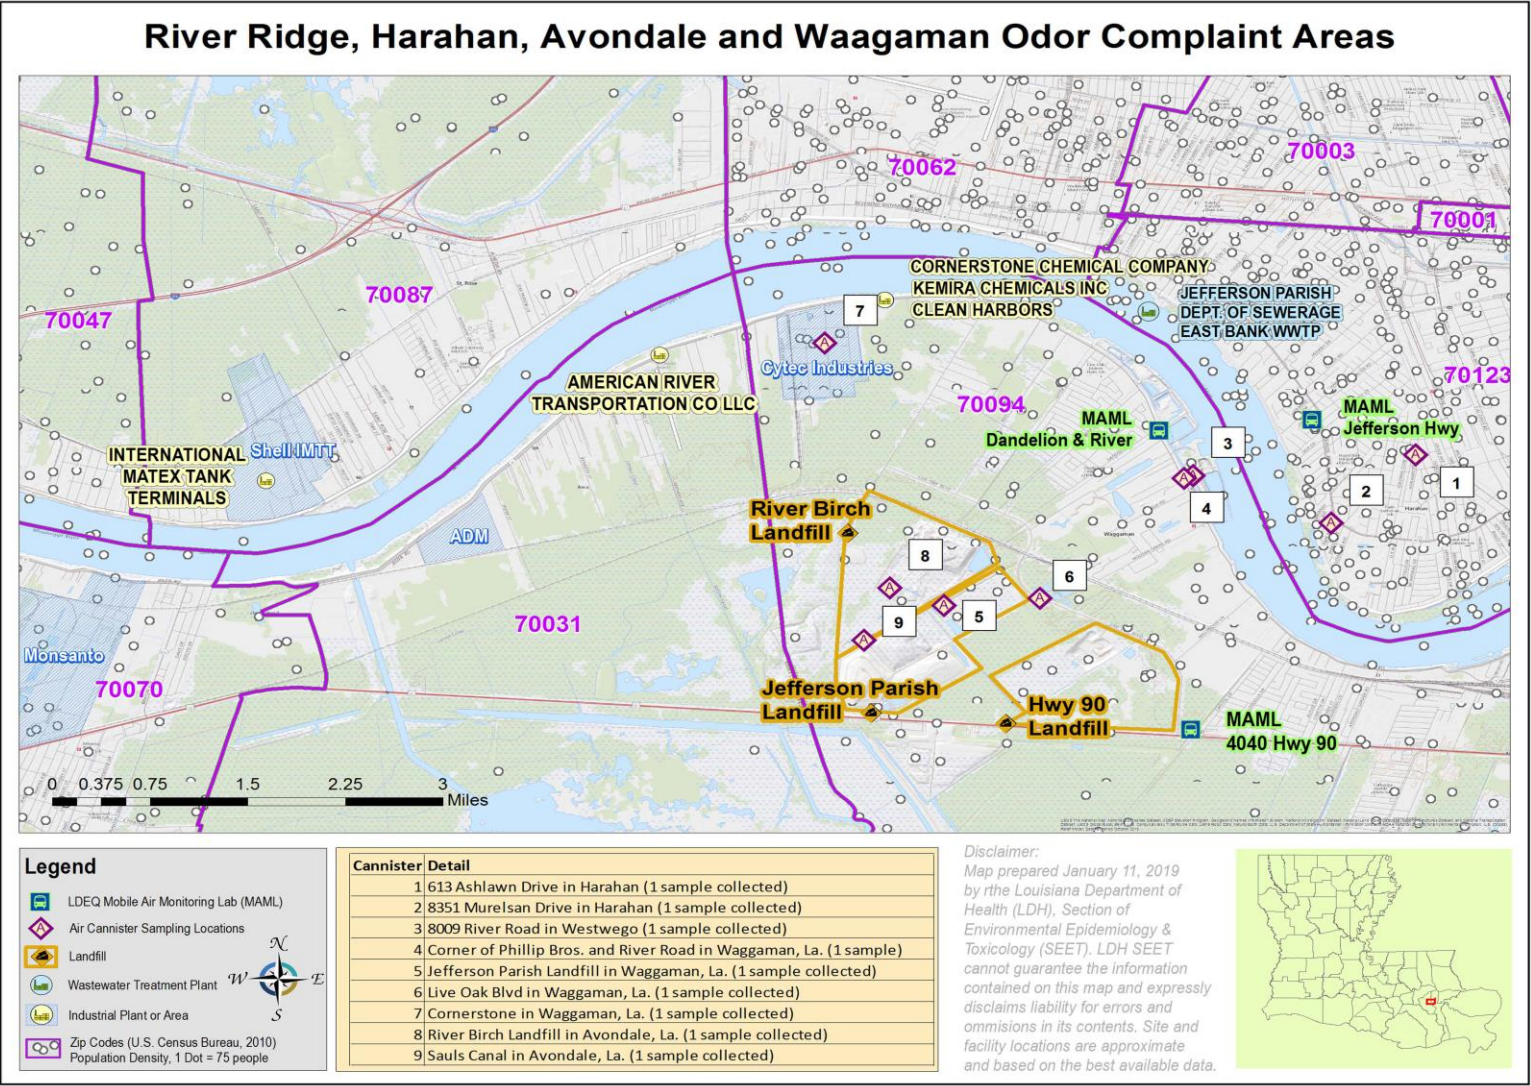 River Ridge, Harahan, Avondale and Waagaman Odor Complaint Areas
70003
70062
70001
CORNERSTONE CHEMICAL COMPANY
KEMIRA CHEMICALS INC
CLEAN HARBORS
70087
JEFFERSON PARISH
DEPT. OF SEWERAGE
EAST BANK WWTP
70047
7
St. Rose
Cytec Industries
AMERICAN RIVER
TRANSPORTATION CO LLC
70123
70094
MAML
Dandelion & River
MAML
Jefferson Hwy
3
INTERNATIONAL
MATEX TANK
TERMINALS
Shell IMTT
A
A
A
A
1
2
4
Harahan
River Birch
Landfill
A
ADM
Waggaman
8
6
A
A
A
A
5
9
70031
Monsanto
70070
Jefferson Parish
Landfill
Hwy 90
Landfill
MAML
4040 Hwy 90
0 0.375 0.75 1.5 2.25 3
Miles
Legend
LDEQ Mobile Air Monitoring Lab (MAML)
A Air Cannister Sampling Locations
Landfill
Wastewater Treatment Plant
Industrial Plant or Area
Zip Codes (U.S. Census Bureau, 2010)
Population Density, 1 Dot = 75 people
N
W E
S
Cannister Detail
1 613 Ashlawn Drive in Harahan (1 sample collected)
2 8351 Murelsan Drive in Harahan (1 sample collected)
3 8009 River Road in Westwego (1 sample collected)
4 Corner of Phillip Bros. and River Road in Waggaman, La. (1 sample)
5 Jefferson Parish Landfill in Waggaman, La. (1 sample collected)
6 Live Oak Blvd in Waggaman, La. (1 sample collected)
7 Cornerstone in Waggaman, La. (1 sample collected)
8 River Birch Landfill in Avondale, La. (1 sample collected)
9 Sauls Canal in Avondale, La. (1 sample collected)
Disclaimer:
Map prepared January 11, 2019
by rthe Louisiana Department of
Health (LDH), Section of
Environmental Epidemiology &
Toxicology (SEET). LDH SEET
cannot guarantee the information
contained on this map and expressly
disclaims liability for errors and
ommisions in its contents. Site and
facility locations are approximate
and based on the best available data.